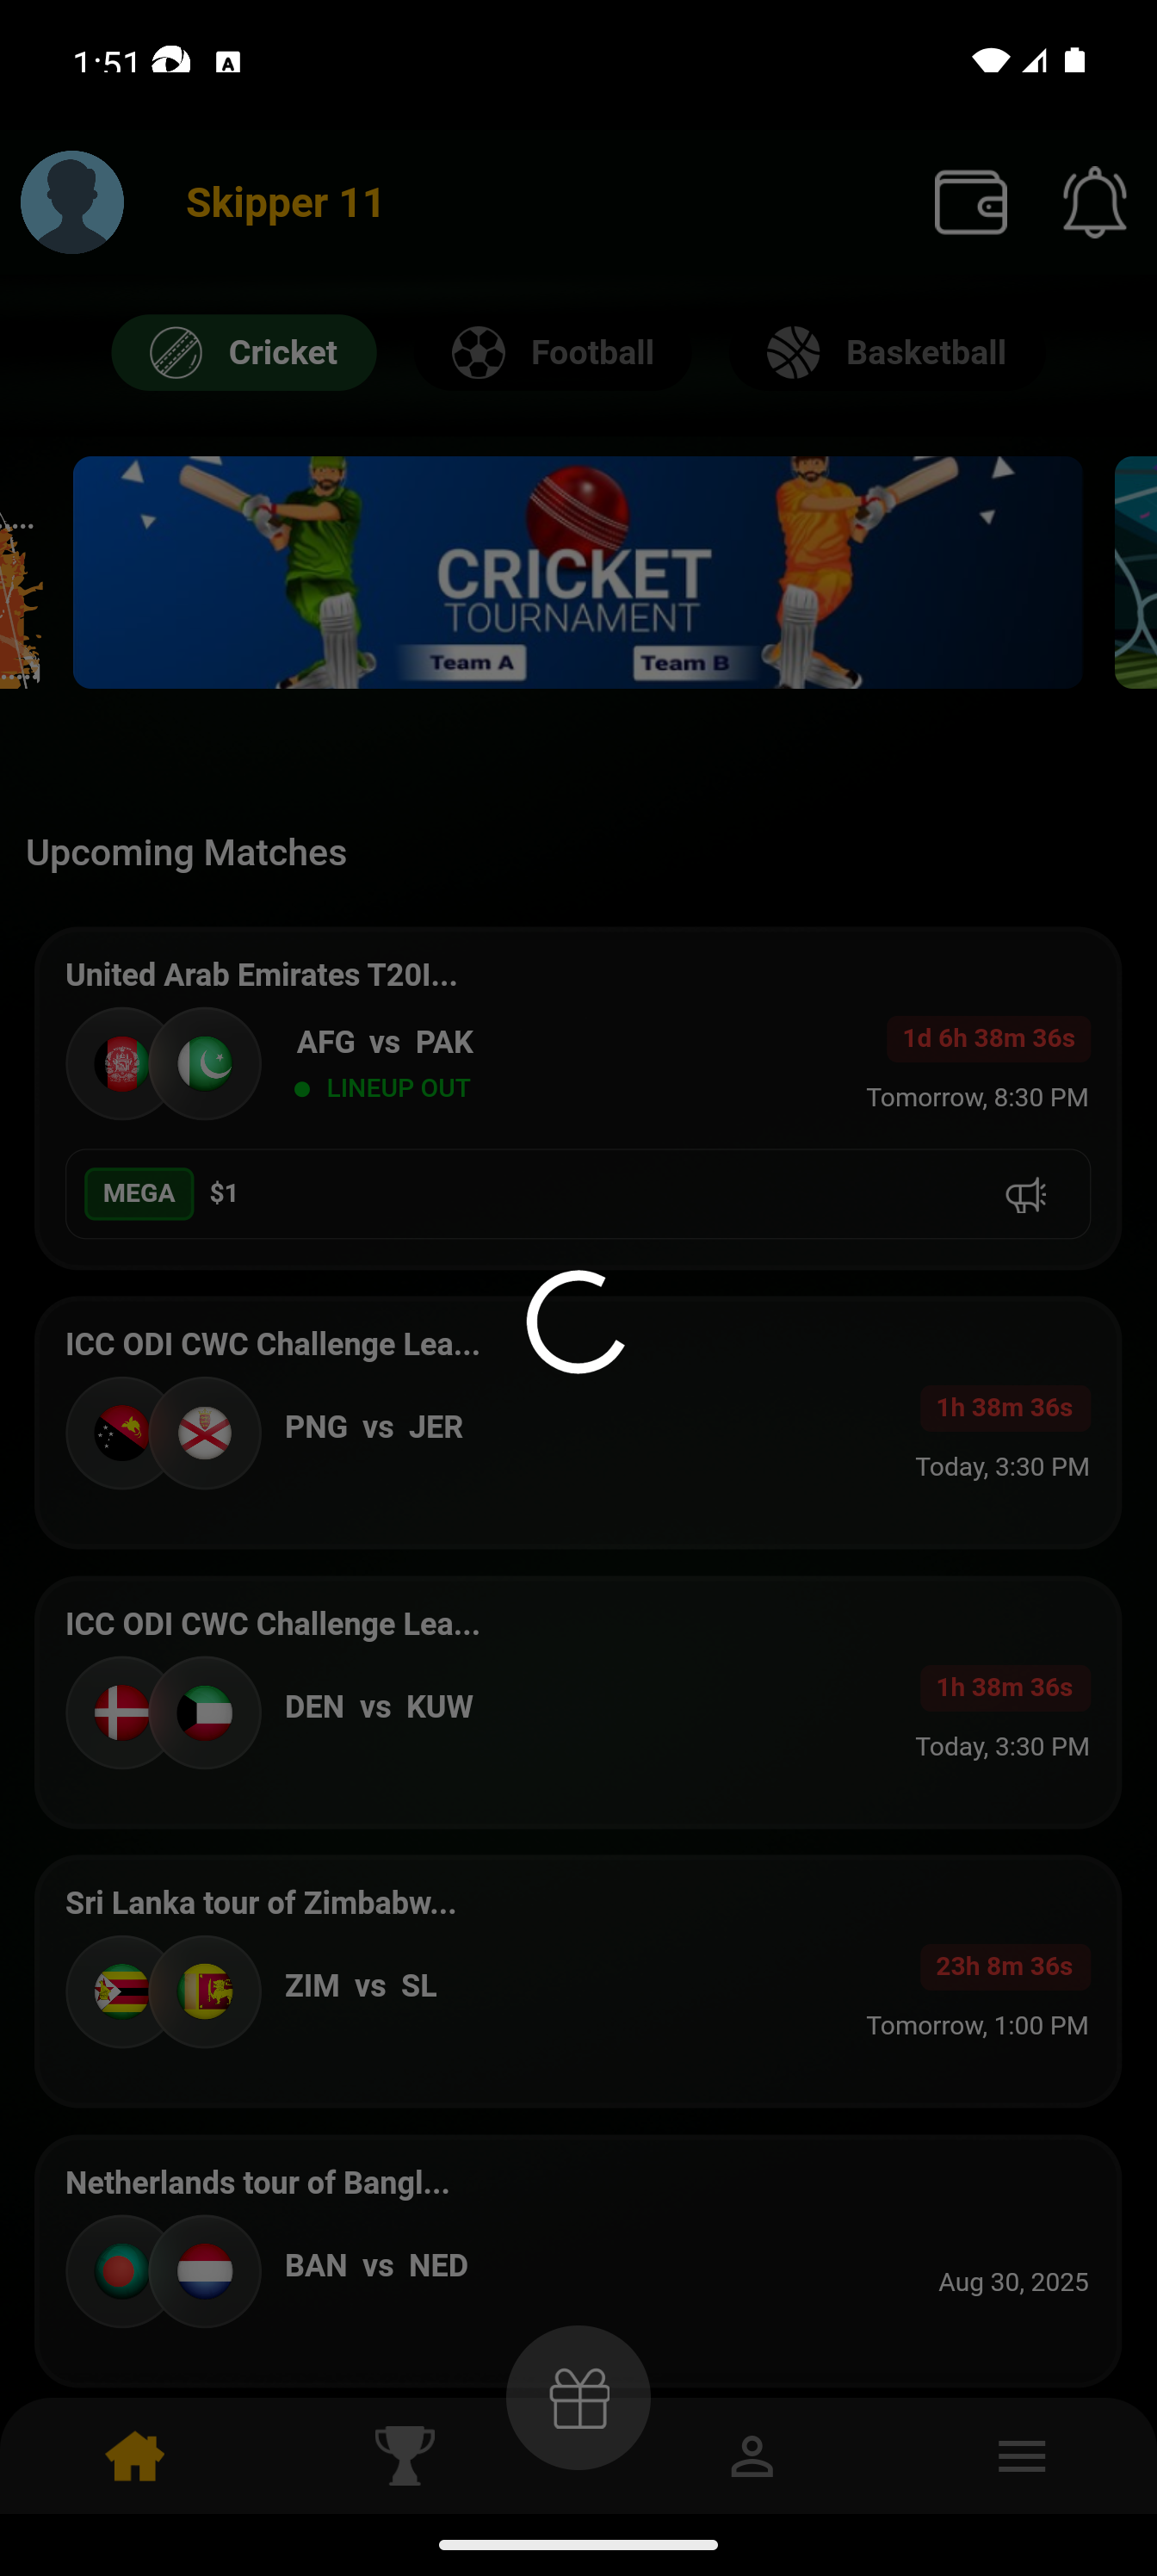 1:51
A
Skipper 11
Cricket
Football
Basketball
CRICKET
TOURNAMENT
Team A
Team B
Upcoming Matches
United Arab Emirates T20I...
AFG vs PAK
1d 6h 38m 36s
LINEUP OUT
Tomorrow, 8:30 PM
MEGA $1
ICC ODI CWC Challenge Lea...
PNG vs JER
1h 38m 36s
Today, 3:30 PM
ICC ODI CWC Challenge Lea...
DEN vs KUW
1h 38m 36s
Today, 3:30 PM
Sri Lanka tour of Zimbabw...
ZIM vs SL
23h 8m 36s
Tomorrow, 1:00 PM
Netherlands tour of Bangl...
BAN vs NED
Aug 30, 2025